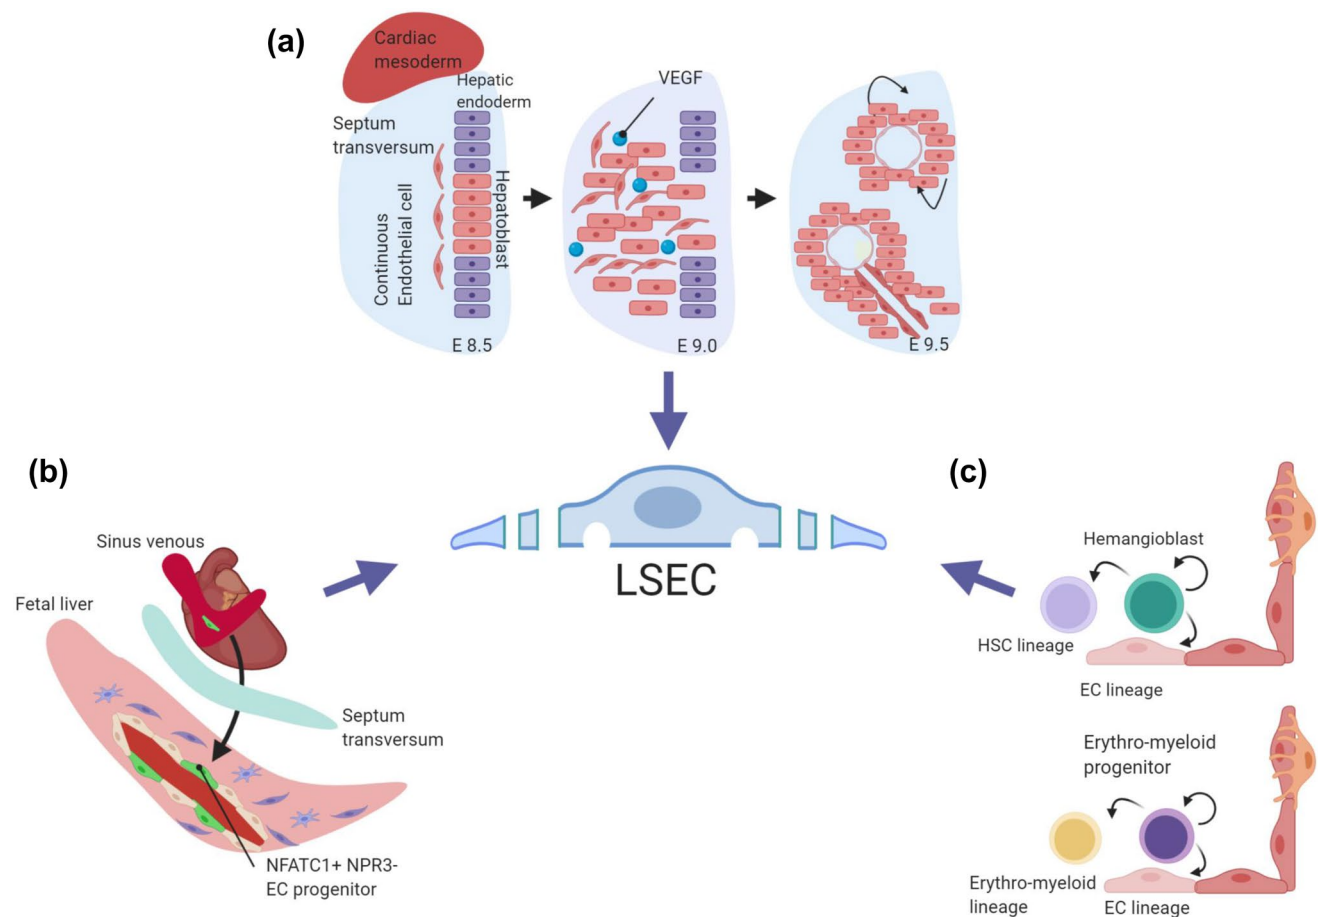 (a)
Cardiac
mesoderm
Hepatic
endoderm
Septum
transversum
Continuous
Endothelial cell
Hepatoblast
E 8.5
VEGF
E 9.0
E 9.5
(b)
Sinus venous
Fetal liver
Septum
transversum
NFATC1+ NPR3-
EC progenitor
LSEC
(c)
Hemangioblast
HSC lineage
EC lineage
Erythro-myeloid
progenitor
Erythro-myeloid
lineage
EC lineage